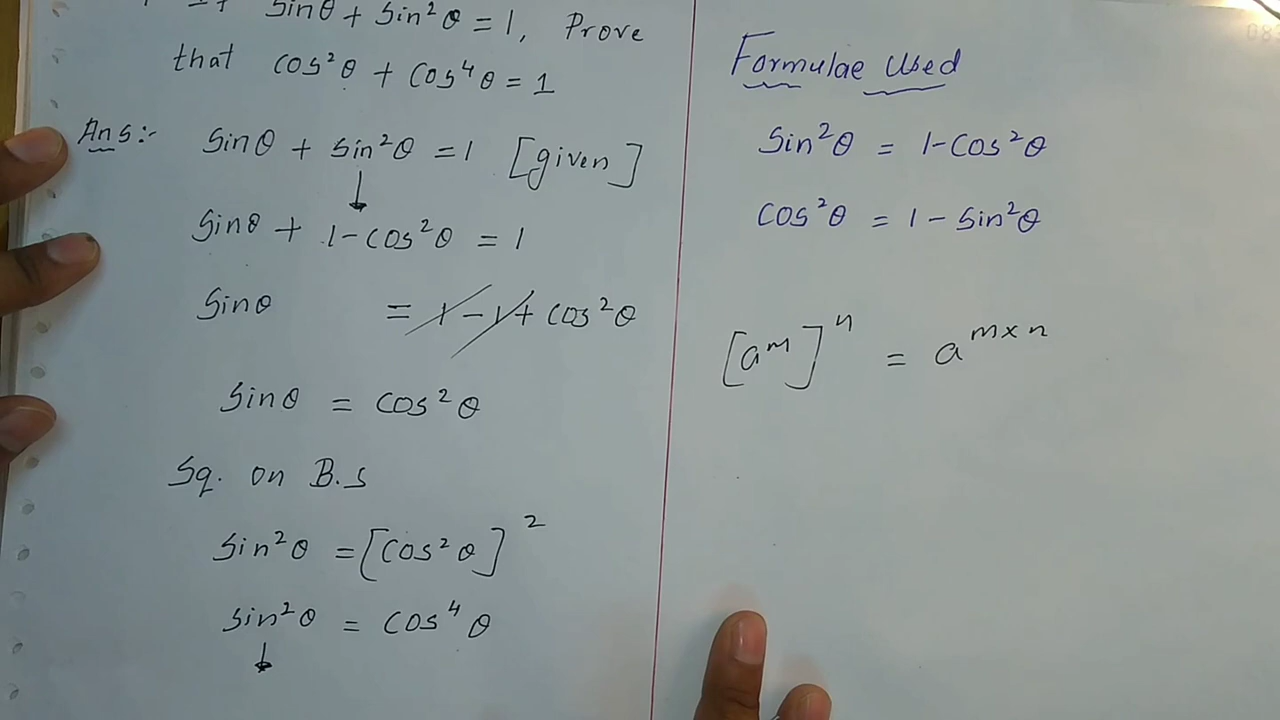 sinθ + sin²θ = 1, Prove
that cos²θ + cos⁴θ = 1
Ans:- sinθ + sin²θ = 1 [given]
↓
sinθ + 1-cos²θ = 1
sinθ = 1 - 1 + cos²θ
sinθ = cos²θ
Sq. on B.S
sin²θ = [cos²θ]²
sin²θ = cos⁴θ
↓
Formulae Used
sin²θ = 1-cos²θ
cos²θ = 1 - sin²θ
[aᵐ]ⁿ = aᵐˣⁿ